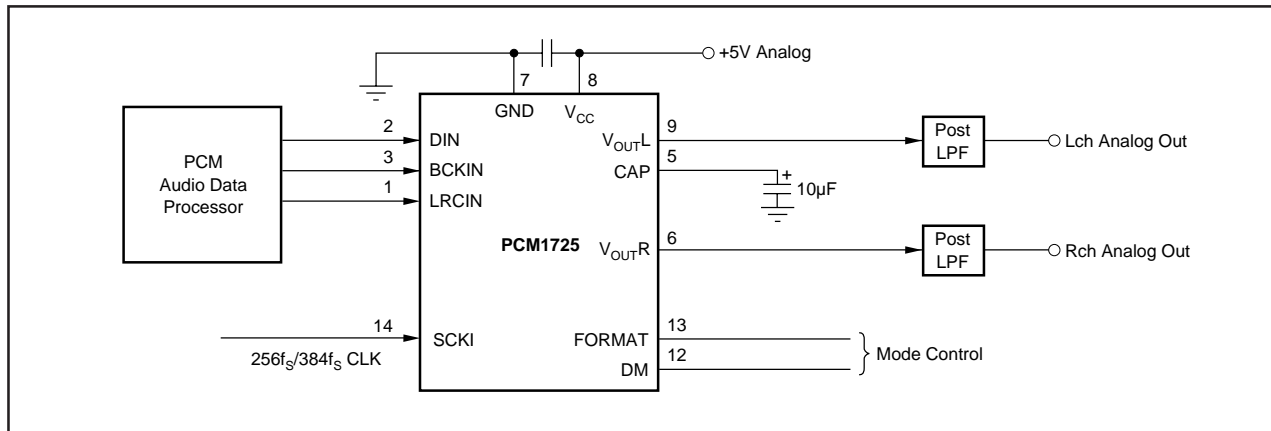 +5V Analog
7
8
GND
VCC
PCM
Audio Data
Processor
2
DIN
3
BCKIN
1
LRCIN
PCM1725
VOUTL
9
CAP
5
+
10µF
VOUTR
6
Post
LPF
Lch Analog Out
Post
LPF
Rch Analog Out
14
SCKI
256fS/384fS CLK
FORMAT
13
DM
12
Mode Control